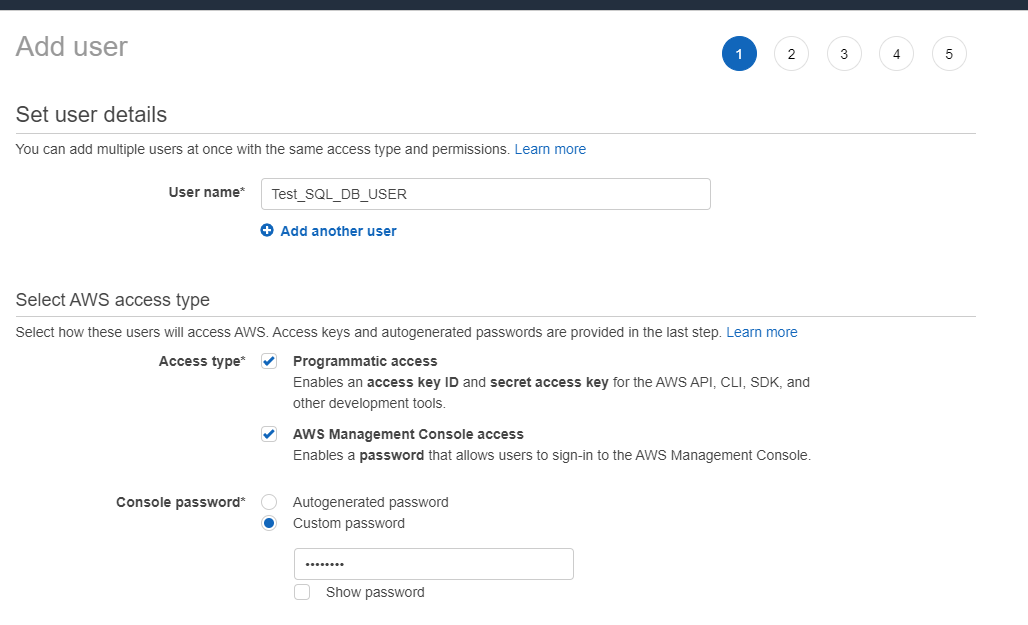 Add user
1 2 3 4 5
Set user details
You can add multiple users at once with the same access type and permissions. Learn more
User name* Test_SQL_DB_USER
Add another user
Select AWS access type
Select how these users will access AWS. Access keys and autogenerated passwords are provided in the last step. Learn more
Access type* Programmatic access
Enables an access key ID and secret access key for the AWS API, CLI, SDK, and
other development tools.
AWS Management Console access
Enables a password that allows users to sign-in to the AWS Management Console.
Console password* Autogenerated password
Custom password
••••••••
Show password